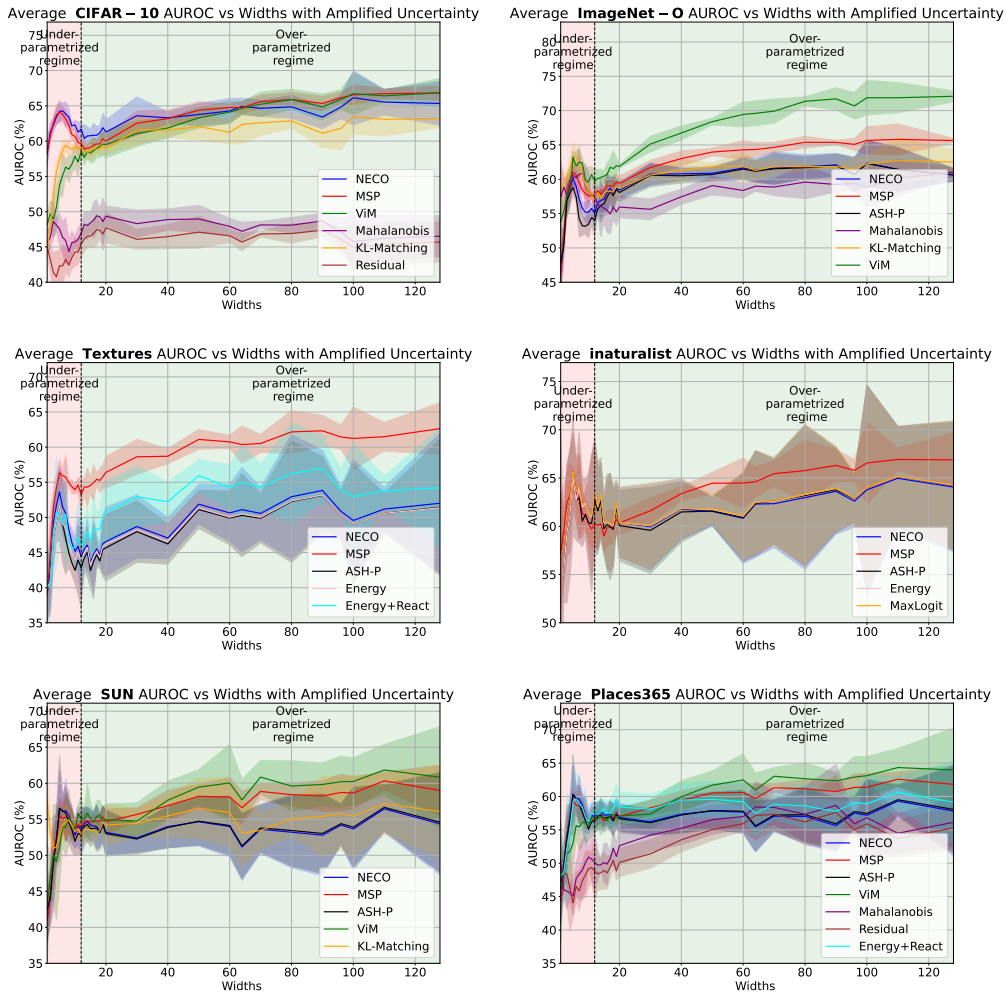 Average CIFAR − 10 AUROC vs Widths with Amplified Uncertainty
Under-
parametrized
regime
Over-
parametrized
regime
75
70
65
60
55
50
45
40
AUROC (%)
20
40
60
80
100
120
Widths
NECO
MSP
ViM
Mahalanobis
KL-Matching
Residual
Average ImageNet − O AUROC vs Widths with Amplified Uncertainty
Under-
parametrized
regime
Over-
parametrized
regime
80
75
70
65
60
55
50
45
AUROC (%)
20
40
60
80
100
120
Widths
NECO
MSP
ASH-P
Mahalanobis
KL-Matching
ViM
Average Textures AUROC vs Widths with Amplified Uncertainty
Under-
parametrized
regime
Over-
parametrized
regime
70
65
60
55
50
45
40
35
AUROC (%)
20
40
60
80
100
120
Widths
NECO
MSP
ASH-P
Energy
Energy+React
Average inaturalist AUROC vs Widths with Amplified Uncertainty
Under-
parametrized
regime
Over-
parametrized
regime
75
70
65
60
55
50
AUROC (%)
20
40
60
80
100
120
Widths
NECO
MSP
ASH-P
Energy
MaxLogit
Average SUN AUROC vs Widths with Amplified Uncertainty
Under-
parametrized
regime
Over-
parametrized
regime
70
65
60
55
50
45
40
35
AUROC (%)
20
40
60
80
100
120
Widths
NECO
MSP
ASH-P
ViM
KL-Matching
Average Places365 AUROC vs Widths with Amplified Uncertainty
Under-
parametrized
regime
Over-
parametrized
regime
70
65
60
55
50
45
40
35
AUROC (%)
20
40
60
80
100
120
Widths
NECO
MSP
ASH-P
ViM
Mahalanobis
Residual
Energy+React